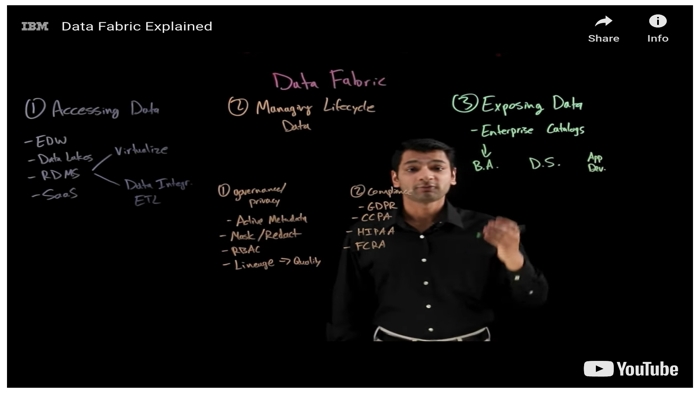 IBM
Data Fabric Explained
Share
Info
Data Fabric
① Accessing Data
- EDW
- Data Lakes
- RDMS
- SaaS
Virtualize
Data Integr.
ETL
② Managing Lifecycle
Data
① governance/
privacy
- Active Metadata
- Mask/Redact
- RBAC
- Lineage => Quality
② Compliance
- GDPR
- CCPA
- HIPAA
- FCRA
③ Exposing Data
- Enterprise Catalogs
B.A.
D.S.
App
Dev.
YouTube